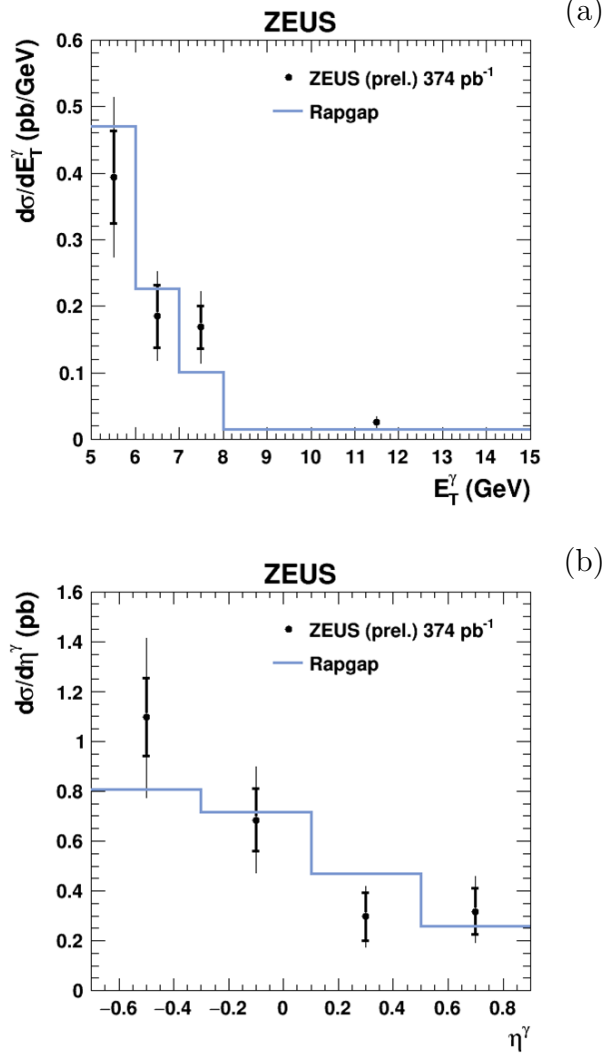 (a)
ZEUS
dσ/dE_T^γ (pb/GeV)
0.6
0.5
0.4
0.3
0.2
0.1
0
ZEUS (prel.) 374 pb⁻¹
Rapgap
5 6 7 8 9 10 11 12 13 14 15
E_T^γ (GeV)
(b)
ZEUS
dσ/dη^γ (pb)
1.6
1.4
1.2
1
0.8
0.6
0.4
0.2
0
ZEUS (prel.) 374 pb⁻¹
Rapgap
−0.6 −0.4 −0.2 0 0.2 0.4 0.6 0.8
η^γ